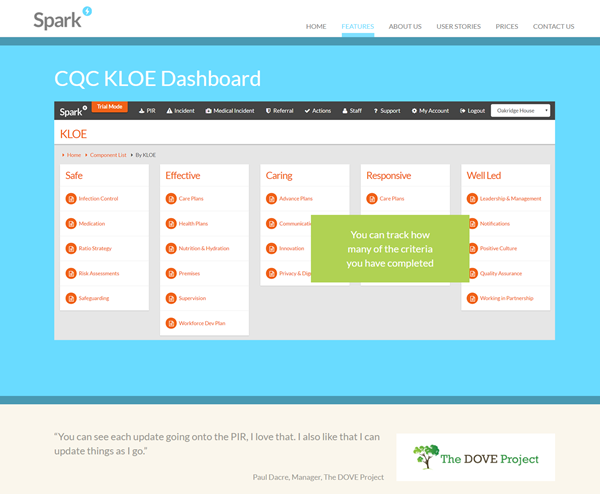 Spark
HOME FEATURES ABOUT US USER STORIES PRICES CONTACT US
CQC KLOE Dashboard
Spark Trial Mode PIR Incident Medical Incident Referral Actions Staff Support My Account Logout Oakridge House
KLOE
Home Component List By KLOE
Safe
Infection Control
Medication
Ratio Strategy
Risk Assessments
Safeguarding
Effective
Care Plans
Health Plans
Nutrition & Hydration
Premises
Supervision
Workforce Dev Plan
Caring
Advance Plans
Communicatio
Innovation
Privacy & Dig
Responsive
Care Plans
Well Led
Leadership & Management
Notifications
Positive Culture
Quality Assurance
Working in Partnership
You can track how
many of the criteria
you have completed
“You can see each update going onto the PIR, I love that. I also like that I can
update things as I go.”
Paul Dacre, Manager, The DOVE Project
The DOVE Project